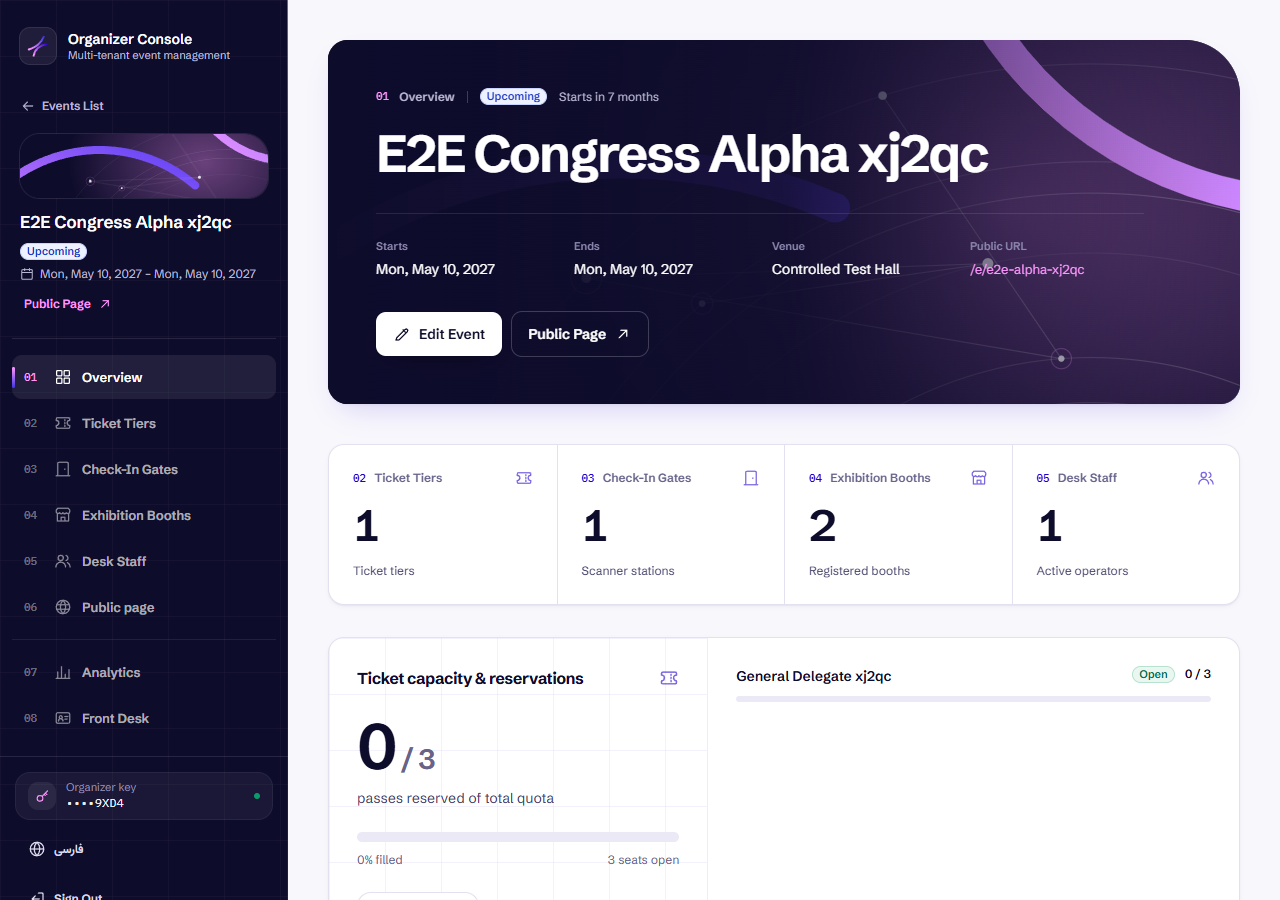 Organizer Console
Multi-tenant event management
Events List
E2E Congress Alpha xj2qc
Upcoming
Mon, May 10, 2027 – Mon, May 10, 2027
Public Page
01 Overview
02 Ticket Tiers
03 Check-In Gates
04 Exhibition Booths
05 Desk Staff
06 Public page
07 Analytics
08 Front Desk
Organizer key
••••9XD4
فارسی
Sign Out
01 Overview Upcoming Starts in 7 months
E2E Congress Alpha xj2qc
Starts Ends Venue Public URL
Mon, May 10, 2027 Mon, May 10, 2027 Controlled Test Hall /e/e2e-alpha-xj2qc
Edit Event Public Page
02 Ticket Tiers 03 Check-In Gates 04 Exhibition Booths 05 Desk Staff
1 1 2 1
Ticket tiers Scanner stations Registered booths Active operators
Ticket capacity & reservations
0 / 3
passes reserved of total quota
0% filled 3 seats open
General Delegate xj2qc Open 0 / 3